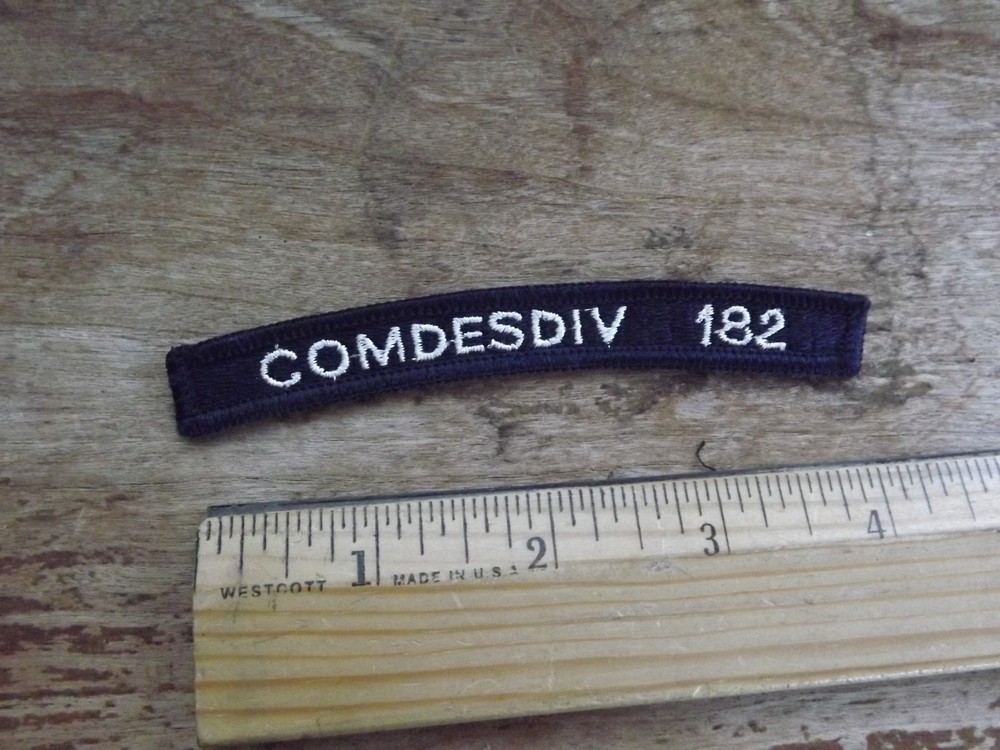 COMDESDIV 182
1 2 3 4
WESTCOTT MADE IN U.S.A